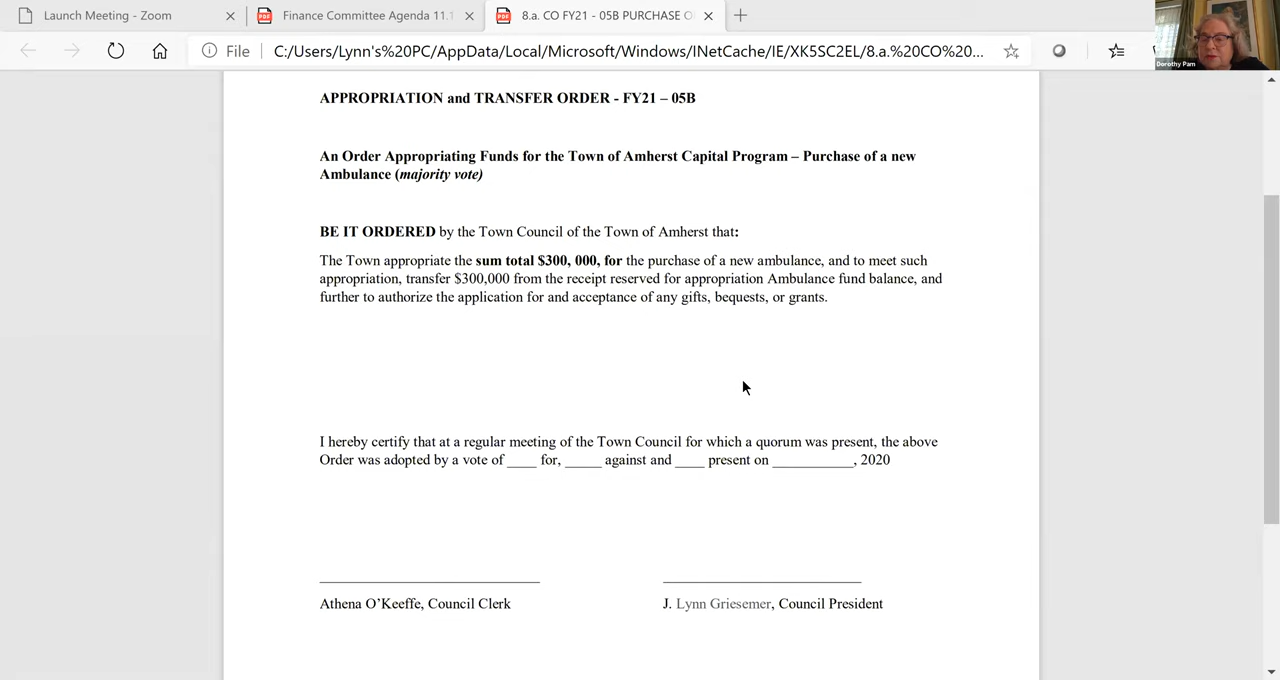 Launch Meeting - Zoom
Finance Committee Agenda 11.1
8.a. CO FY21 - 05B PURCHASE O
File
C:/Users/Lynn's%20PC/AppData/Local/Microsoft/Windows/INetCache/IE/XK5SC2EL/8.a.%20CO%20...
Dorothy Pam
APPROPRIATION and TRANSFER ORDER - FY21 – 05B
An Order Appropriating Funds for the Town of Amherst Capital Program – Purchase of a new
Ambulance (majority vote)
BE IT ORDERED by the Town Council of the Town of Amherst that:
The Town appropriate the sum total $300, 000, for the purchase of a new ambulance, and to meet such
appropriation, transfer $300,000 from the receipt reserved for appropriation Ambulance fund balance, and
further to authorize the application for and acceptance of any gifts, bequests, or grants.
I hereby certify that at a regular meeting of the Town Council for which a quorum was present, the above
Order was adopted by a vote of ____ for, _____ against and ____ present on ___________, 2020
Athena O'Keeffe, Council Clerk
J. Lynn Griesemer, Council President